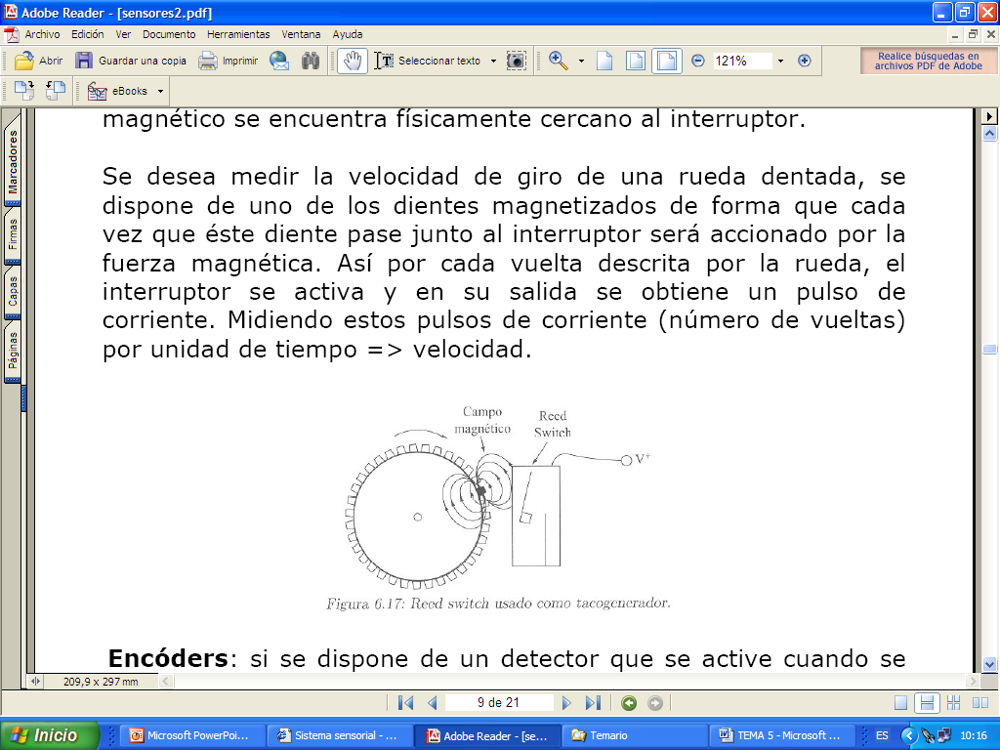 Adobe Reader - [sensores2.pdf]
Archivo Edición Ver Documento Herramientas Ventana Ayuda
Abrir Guardar una copia Imprimir Seleccionar texto 121% Realice búsquedas en
archivos PDF de Adobe
eBooks
Marcadores
Firmas
Capas
Páginas
magnético se encuentra físicamente cercano al interruptor.
Se desea medir la velocidad de giro de una rueda dentada, se
dispone de uno de los dientes magnetizados de forma que cada
vez que éste diente pase junto al interruptor será accionado por la
fuerza magnética. Así por cada vuelta descrita por la rueda, el
interruptor se activa y en su salida se obtiene un pulso de
corriente. Midiendo estos pulsos de corriente (número de vueltas)
por unidad de tiempo => velocidad.
Campo
magnético
Reed
Switch
V+
Figura 6.17: Reed switch usado como tacogenerador.
Encóders: si se dispone de un detector que se active cuando se
209,9 x 297 mm
9 de 21
Inicio Microsoft PowerPoi... Sistema sensorial - ... Adobe Reader - [se... Temario TEMA 5 - Microsoft ... ES 10:16